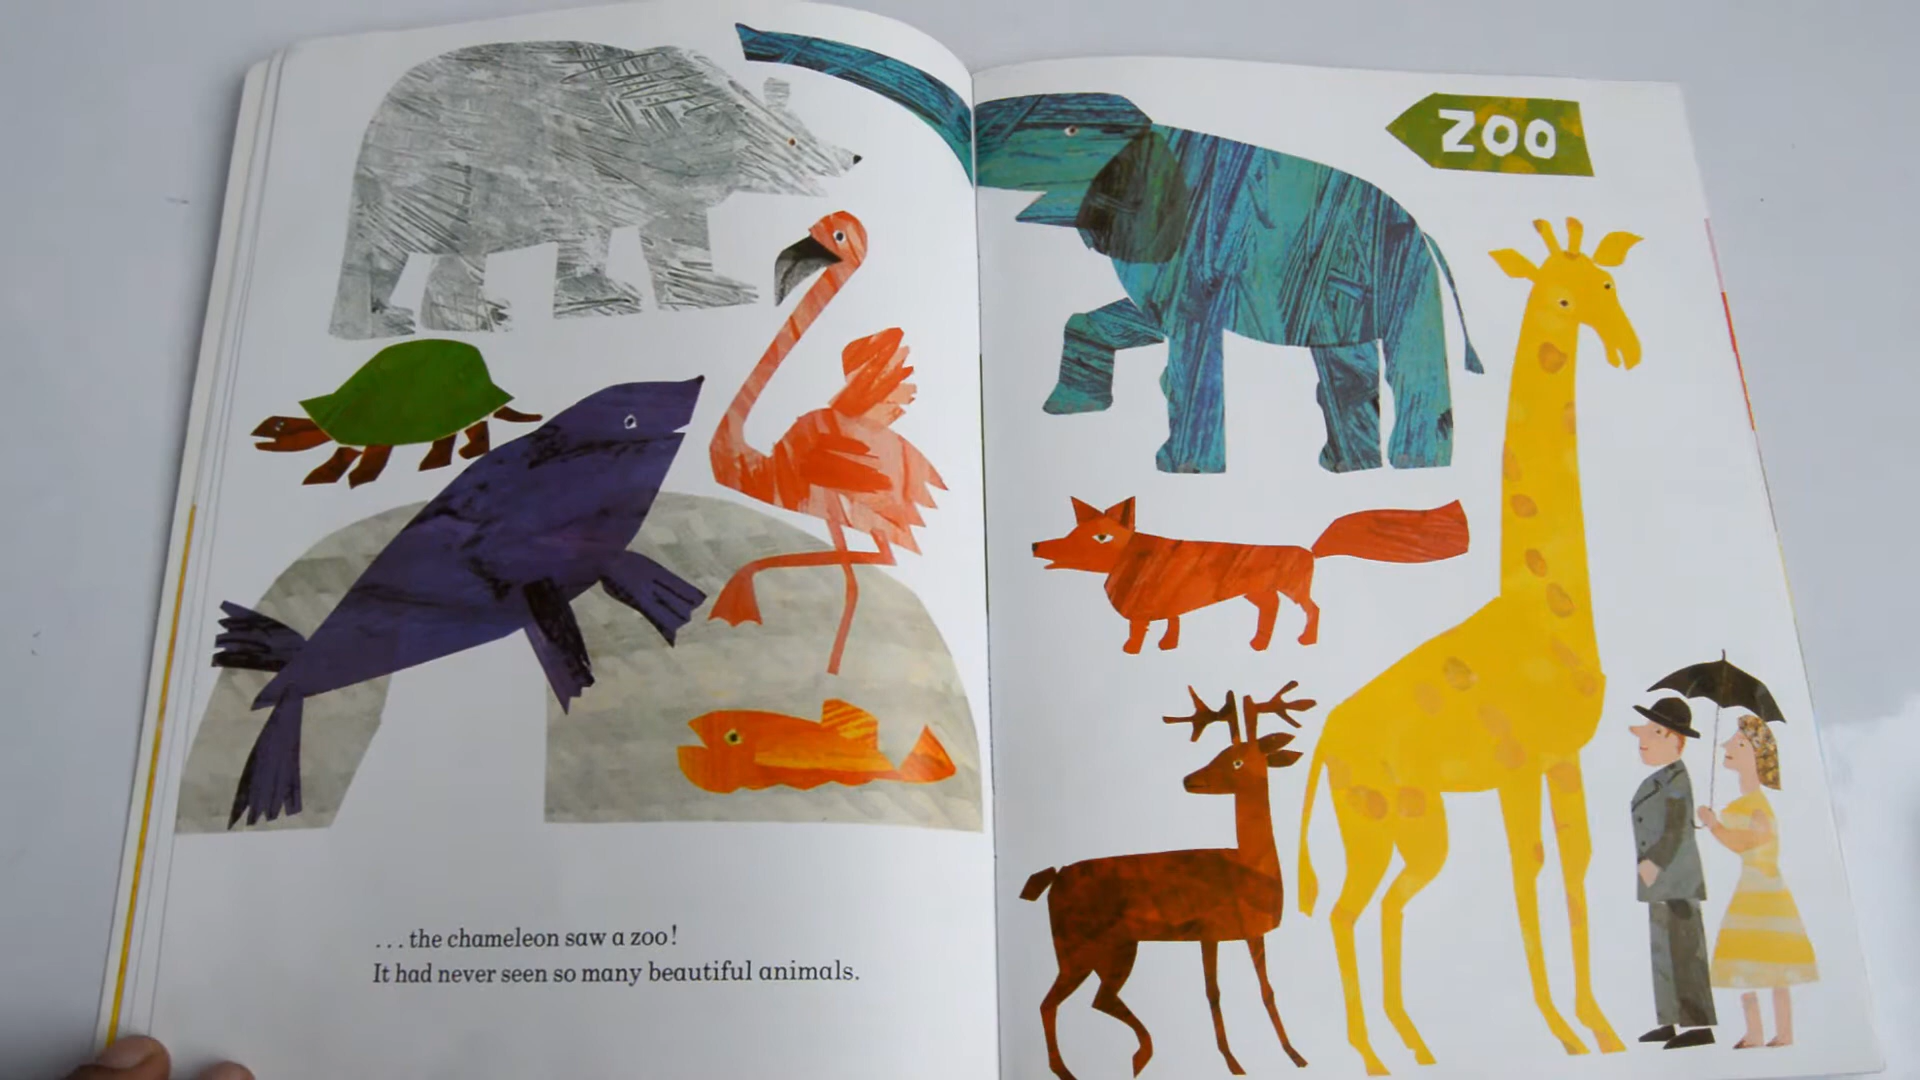 ZOO
...the chameleon saw a zoo!
It had never seen so many beautiful animals.